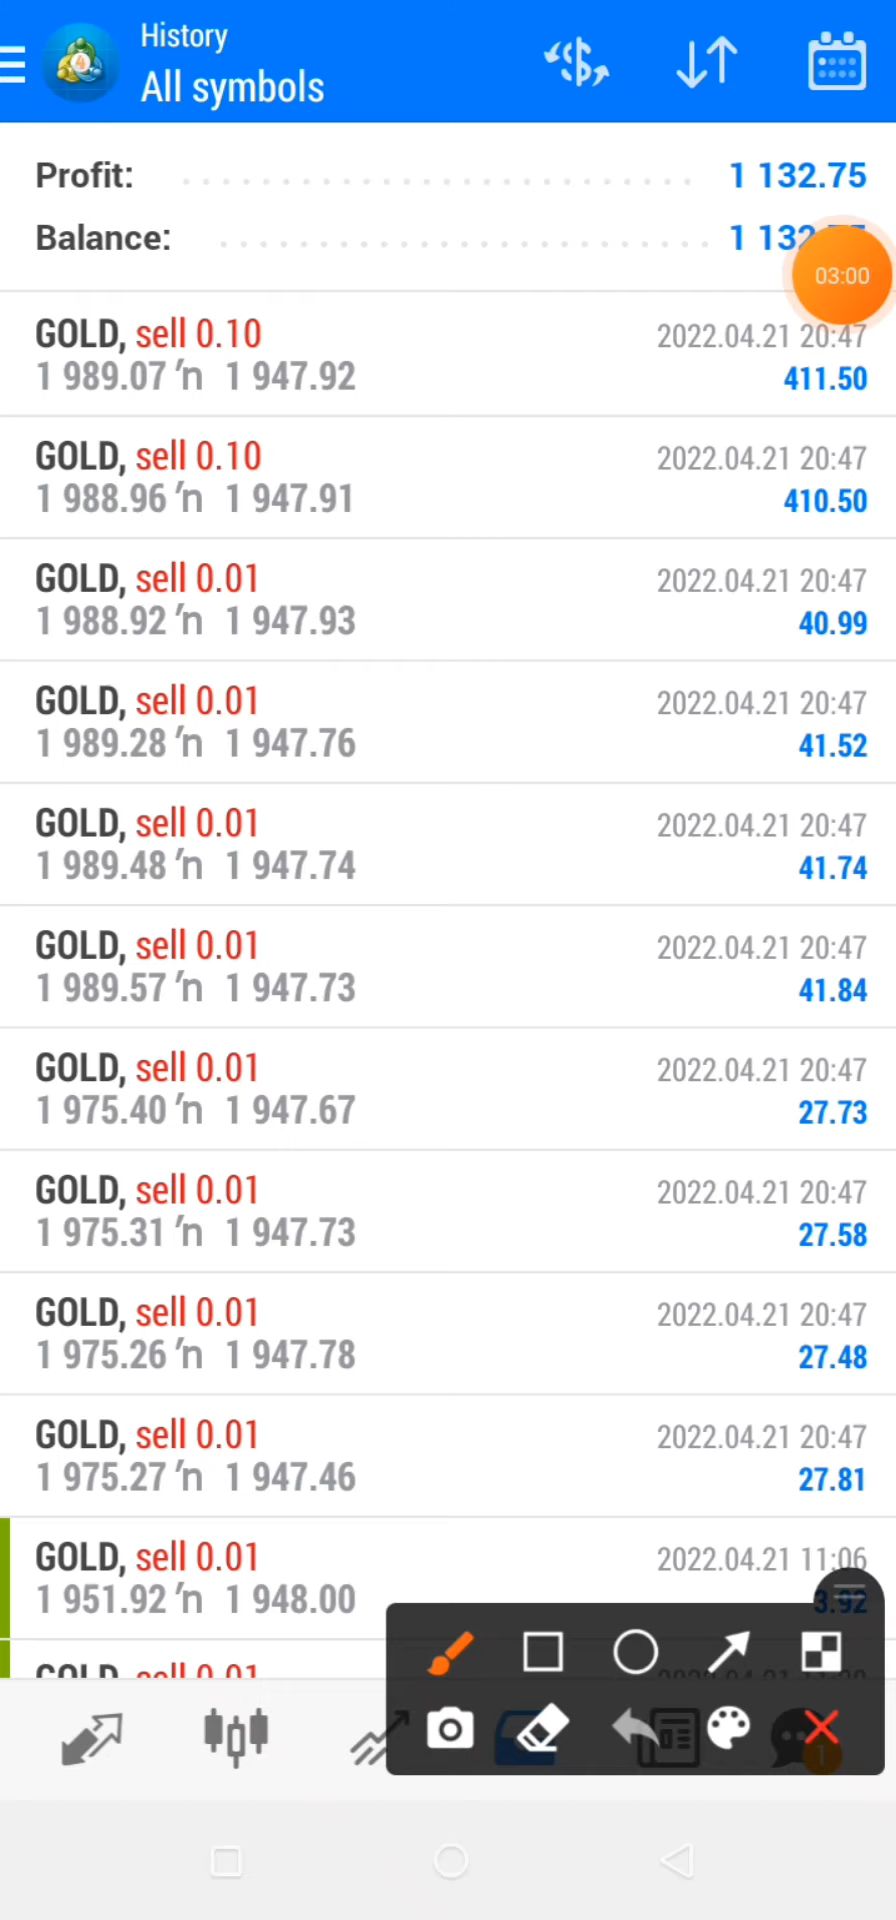 History
All symbols
Profit: 1 132.75
Balance: 1 132
03:00
GOLD, sell 0.10 2022.04.21 20:47
1 989.07 ’n 1 947.92 411.50
GOLD, sell 0.10 2022.04.21 20:47
1 988.96 ’n 1 947.91 410.50
GOLD, sell 0.01 2022.04.21 20:47
1 988.92 ’n 1 947.93 40.99
GOLD, sell 0.01 2022.04.21 20:47
1 989.28 ’n 1 947.76 41.52
GOLD, sell 0.01 2022.04.21 20:47
1 989.48 ’n 1 947.74 41.74
GOLD, sell 0.01 2022.04.21 20:47
1 989.57 ’n 1 947.73 41.84
GOLD, sell 0.01 2022.04.21 20:47
1 975.40 ’n 1 947.67 27.73
GOLD, sell 0.01 2022.04.21 20:47
1 975.31 ’n 1 947.73 27.58
GOLD, sell 0.01 2022.04.21 20:47
1 975.26 ’n 1 947.78 27.48
GOLD, sell 0.01 2022.04.21 20:47
1 975.27 ’n 1 947.46 27.81
GOLD, sell 0.01 2022.04.21 11:06
1 951.92 ’n 1 948.00 3.92
GOLD, sell 0.01